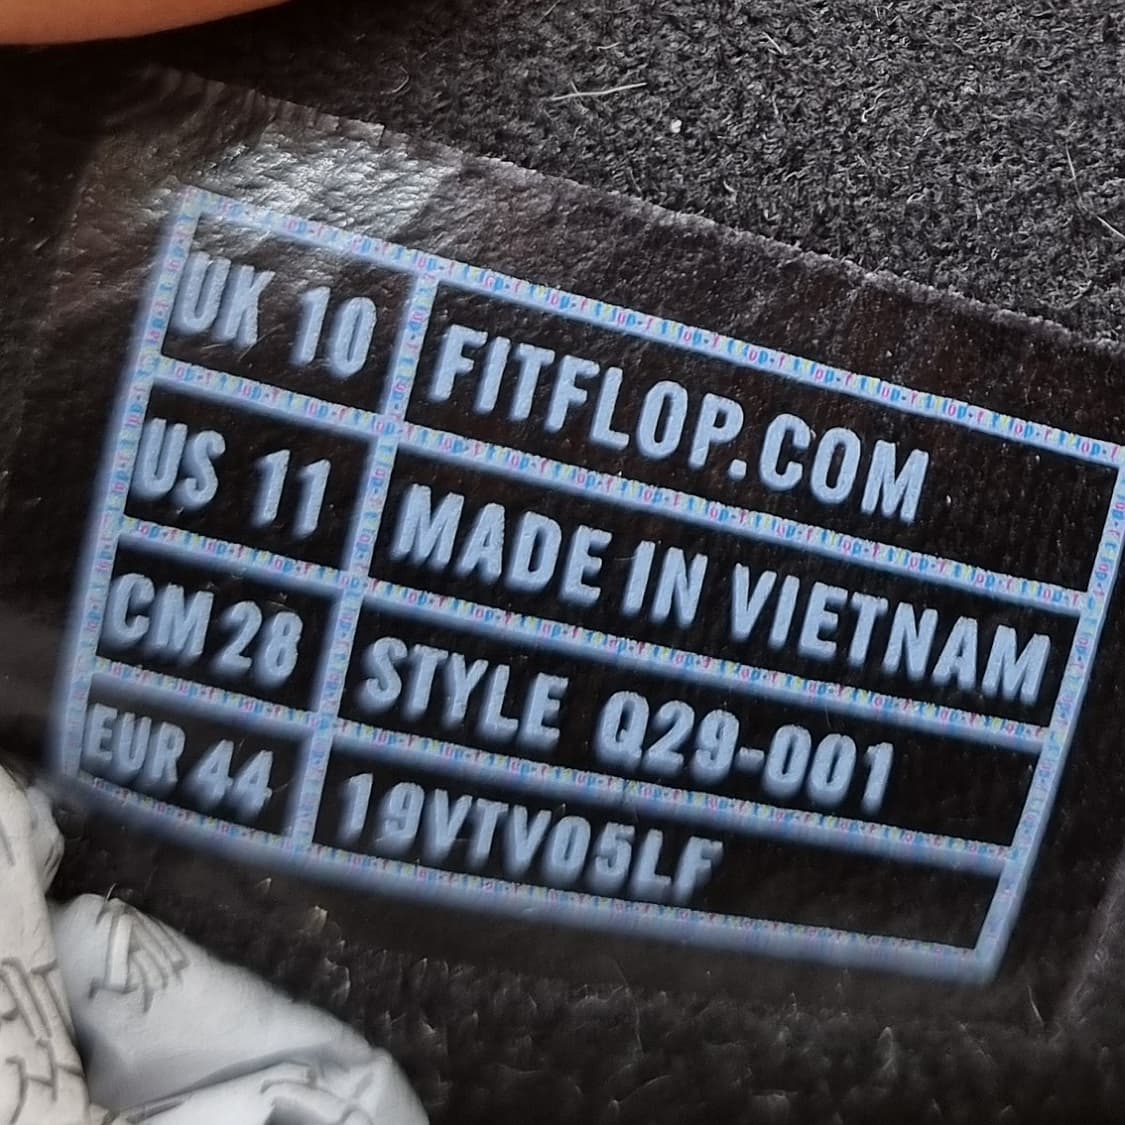 UK 10
US 11
CM 28
EUR 44
FITFLOP.COM
MADE IN VIETNAM
STYLE Q29-001
19VTV05LF